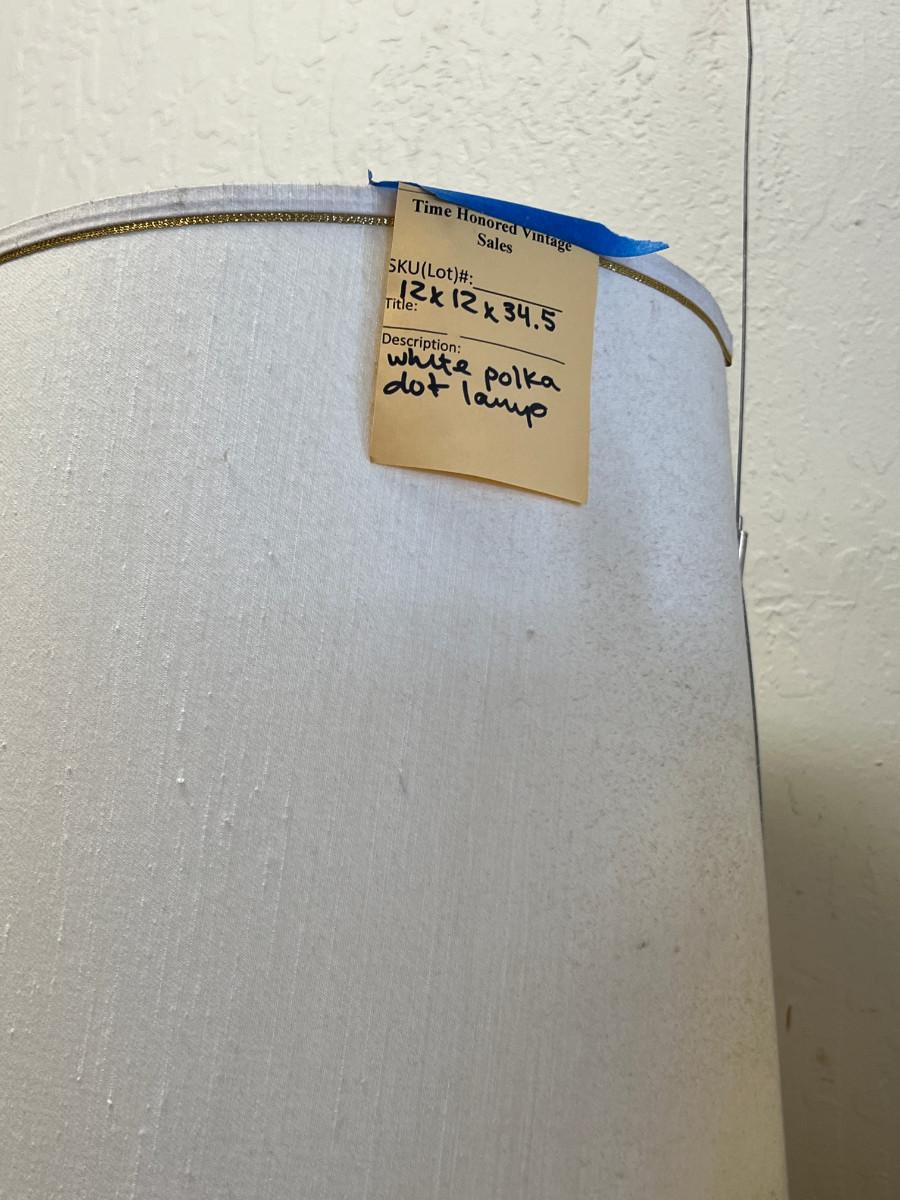 Time Honored Vintage
Sales
SKU(Lot)#:
12x12x34.5
Title:
Description:
white polka
dot lamp